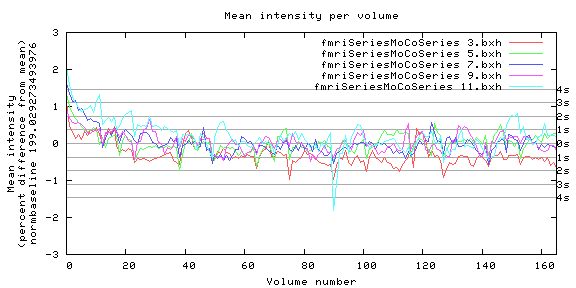 Mean intensity per volume
fmriSeriesMoCoSeries 3.bxh
fmriSeriesMoCoSeries 5.bxh
fmriSeriesMoCoSeries 7.bxh
fmriSeriesMoCoSeries 9.bxh
fmriSeriesMoCoSeries 11.bxh
Mean intensity
(percent difference from mean)
normbaseline 199.029273493976
3
2
1
0
-1
-2
-3
4s
3s
2s
1s
0s
1s
2s
3s
4s
0 20 40 60 80 100 120 140 160
Volume number